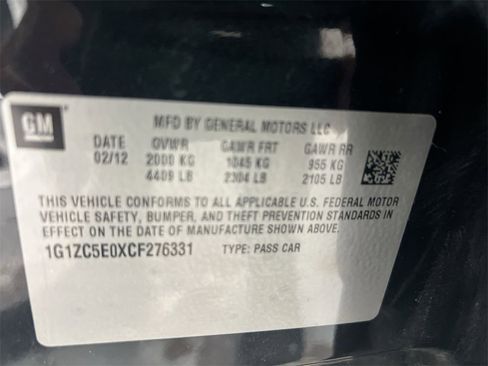 GM
MFD BY GENERAL MOTORS LLC
DATE GVWR GAWR FRT GAWR RR
02/12 2000 KG 1045 KG 955 KG
4409 LB 2304 LB 2105 LB
THIS VEHICLE CONFORMS TO ALL APPLICABLE U.S. FEDERAL MOTOR
VEHICLE SAFETY, BUMPER, AND THEFT PREVENTION STANDARDS
IN EFFECT ON THE DATE OF MANUFACTURE SHOWN ABOVE.
1G1ZC5E0XCF276331 TYPE: PASS CAR